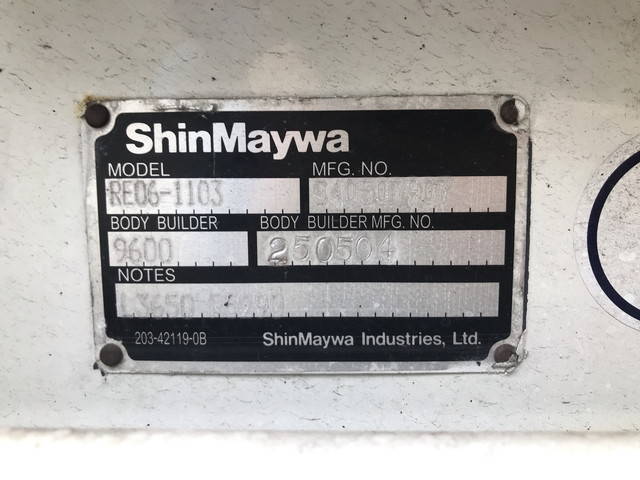 ShinMaywa
MODEL MFG. NO.
RE06-1103
BODY BUILDER BODY BUILDER MFG. NO.
9600 250504
NOTES
203-42119-0B ShinMaywa Industries, Ltd.